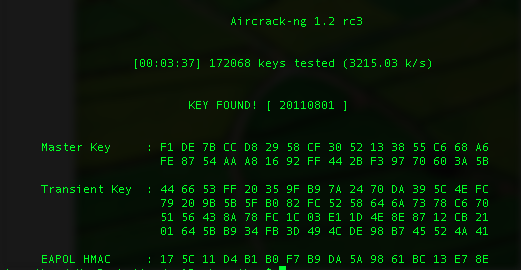 Aircrack-ng 1.2 rc3
[00:03:37] 172068 keys tested (3215.03 k/s)
KEY FOUND! [ 20110801 ]
Master Key : F1 DE 7B CC D8 29 58 CF 30 52 13 38 55 C6 68 A6
FE 87 54 AA A8 16 92 FF 44 2B F3 97 70 60 3A 5B
Transient Key : 44 66 53 FF 20 35 9F B9 7A 24 70 DA 39 5C 4E FC
79 20 9B 5B 5F B0 82 FC 52 58 64 6A 73 78 C6 70
51 56 43 8A 78 FC 1C 03 E1 1D 4E 8E 87 12 CB 21
01 64 5B B9 34 FB 3D 49 4C DE 98 B7 45 52 4A 41
EAPOL HMAC : 17 5C 11 D4 B1 B0 F7 B9 DA 5A 98 61 BC 13 E7 8E